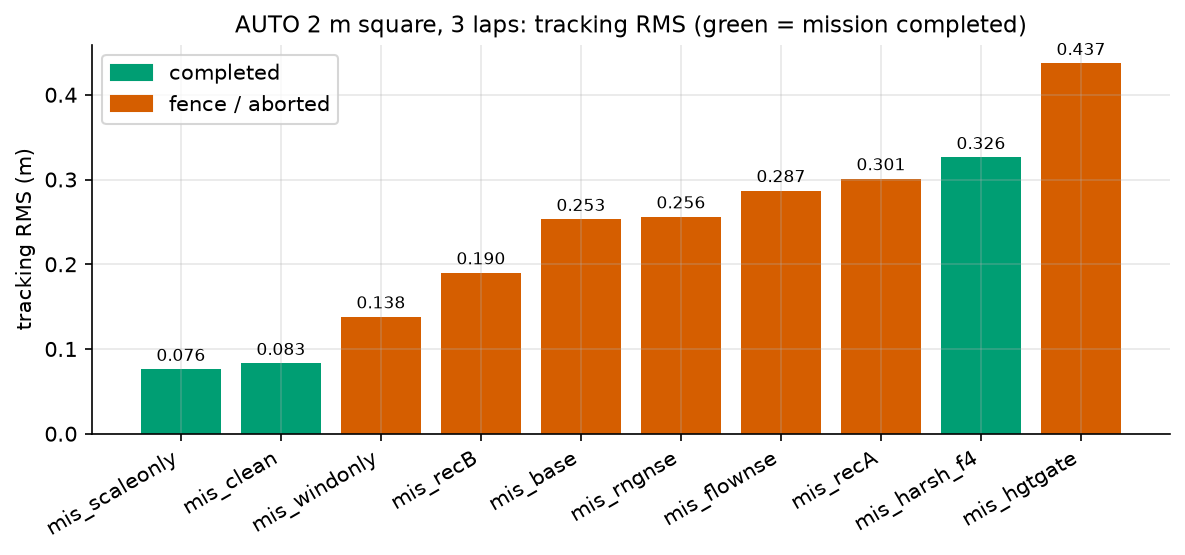 AUTO 2 m square, 3 laps: tracking RMS (green = mission completed)
completed
fence / aborted
tracking RMS (m)
0.4
0.3
0.2
0.1
0.0
0.076
0.083
0.138
0.190
0.253
0.256
0.287
0.301
0.326
0.437
mis_scaleonly
mis_clean
mis_windonly
mis_recB
mis_base
mis_rngnse
mis_flownse
mis_recA
mis_harsh_f4
mis_hgtgate